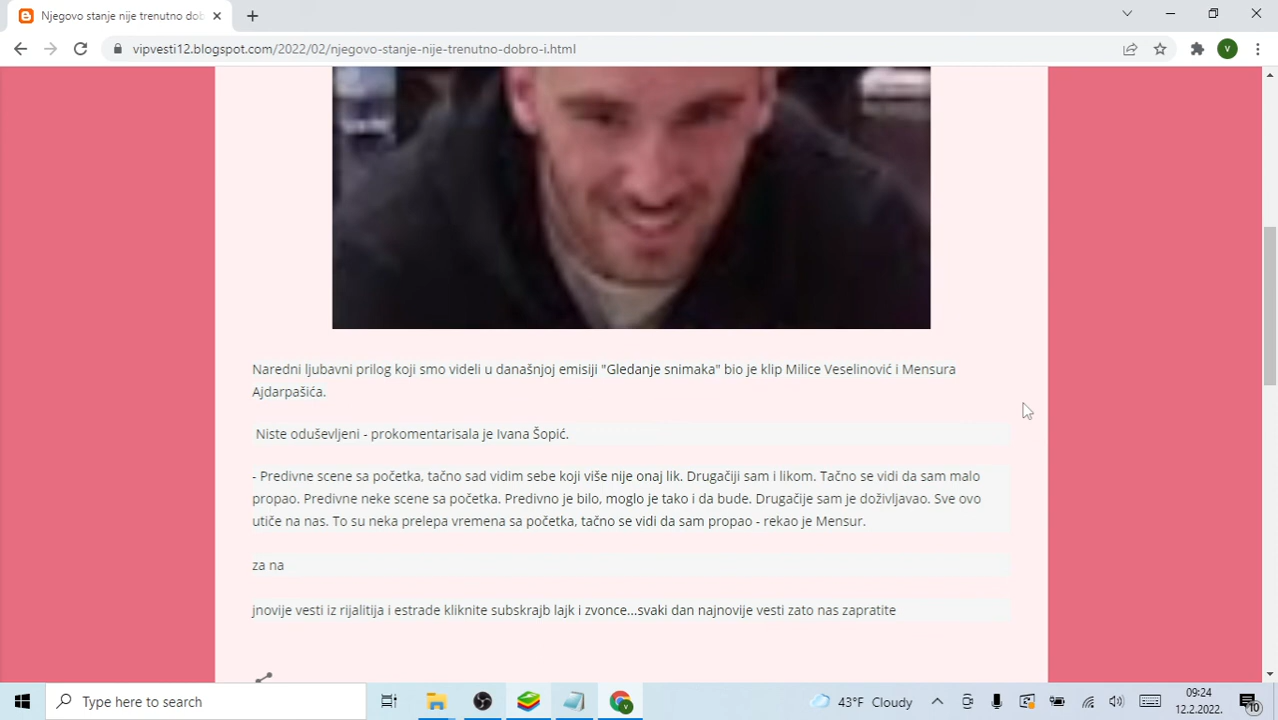 Njegovo stanje nije trenutno dob
vipvesti12.blogspot.com/2022/02/njegovo-stanje-nije-trenutno-dobro-i.html
V
Naredni ljubavni prilog koji smo videli u današnjoj emisiji "Gledanje snimaka" bio je klip Milice Veselinović i Mensura
Ajdarpašića.
Niste oduševljeni - prokomentarisala je Ivana Šopić.
- Predivne scene sa početka, tačno sad vidim sebe koji više nije onaj lik. Drugačiji sam i likom. Tačno se vidi da sam malo
propao. Predivne neke scene sa početka. Predivno je bilo, moglo je tako i da bude. Drugačije sam je doživljavao. Sve ovo
utiče na nas. To su neka prelepa vremena sa početka, tačno se vidi da sam propao - rekao je Mensur.
za na
jnovije vesti iz rijalitija i estrade kliknite subskrajb lajk i zvonce...svaki dan najnovije vesti zato nas zapratite
Type here to search
43°F Cloudy
09:24
12.2.2022.
10